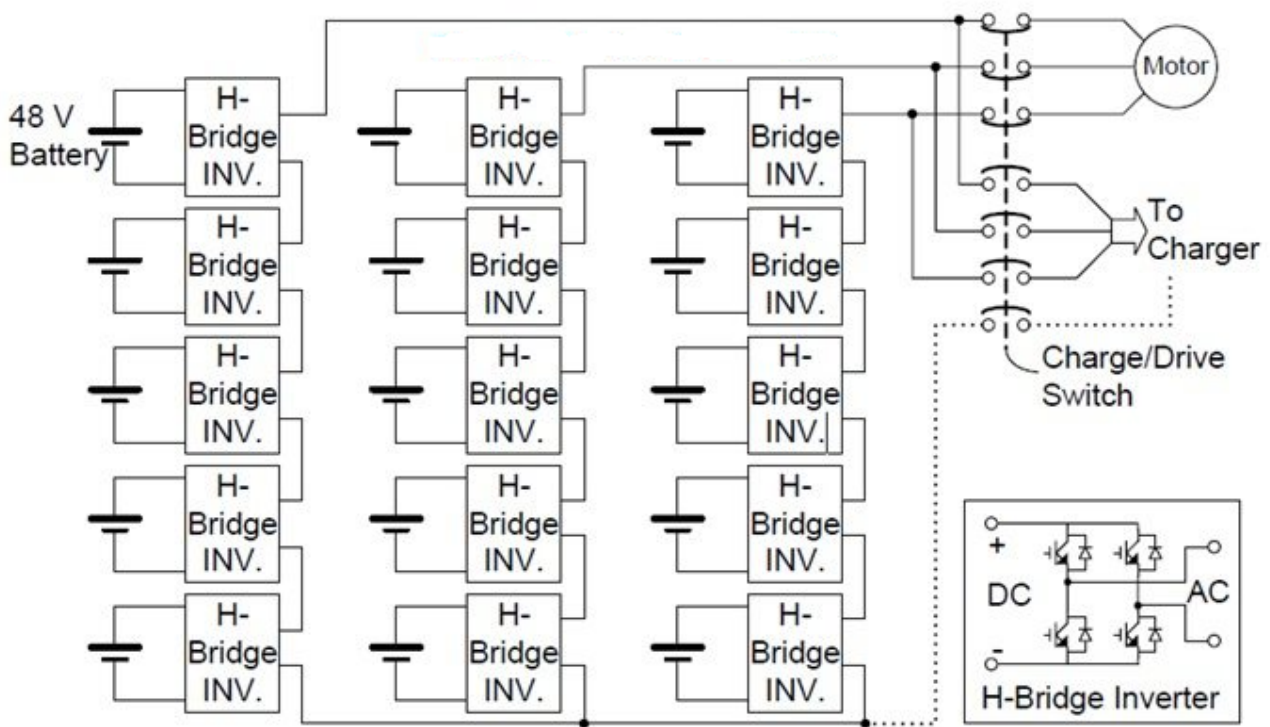 48 V
Battery
H-
Bridge
INV.
H-
Bridge
INV.
H-
Bridge
INV.
H-
Bridge
INV.
H-
Bridge
INV.
H-
Bridge
INV.
H-
Bridge
INV.
H-
Bridge
INV.
H-
Bridge
INV.
H-
Bridge
INV.
H-
Bridge
INV.
H-
Bridge
INV.
H-
Bridge
INV.
H-
Bridge
INV.
H-
Bridge
INV.
Motor
To
Charger
Charge/Drive
Switch
+
DC
-
AC
H-Bridge Inverter